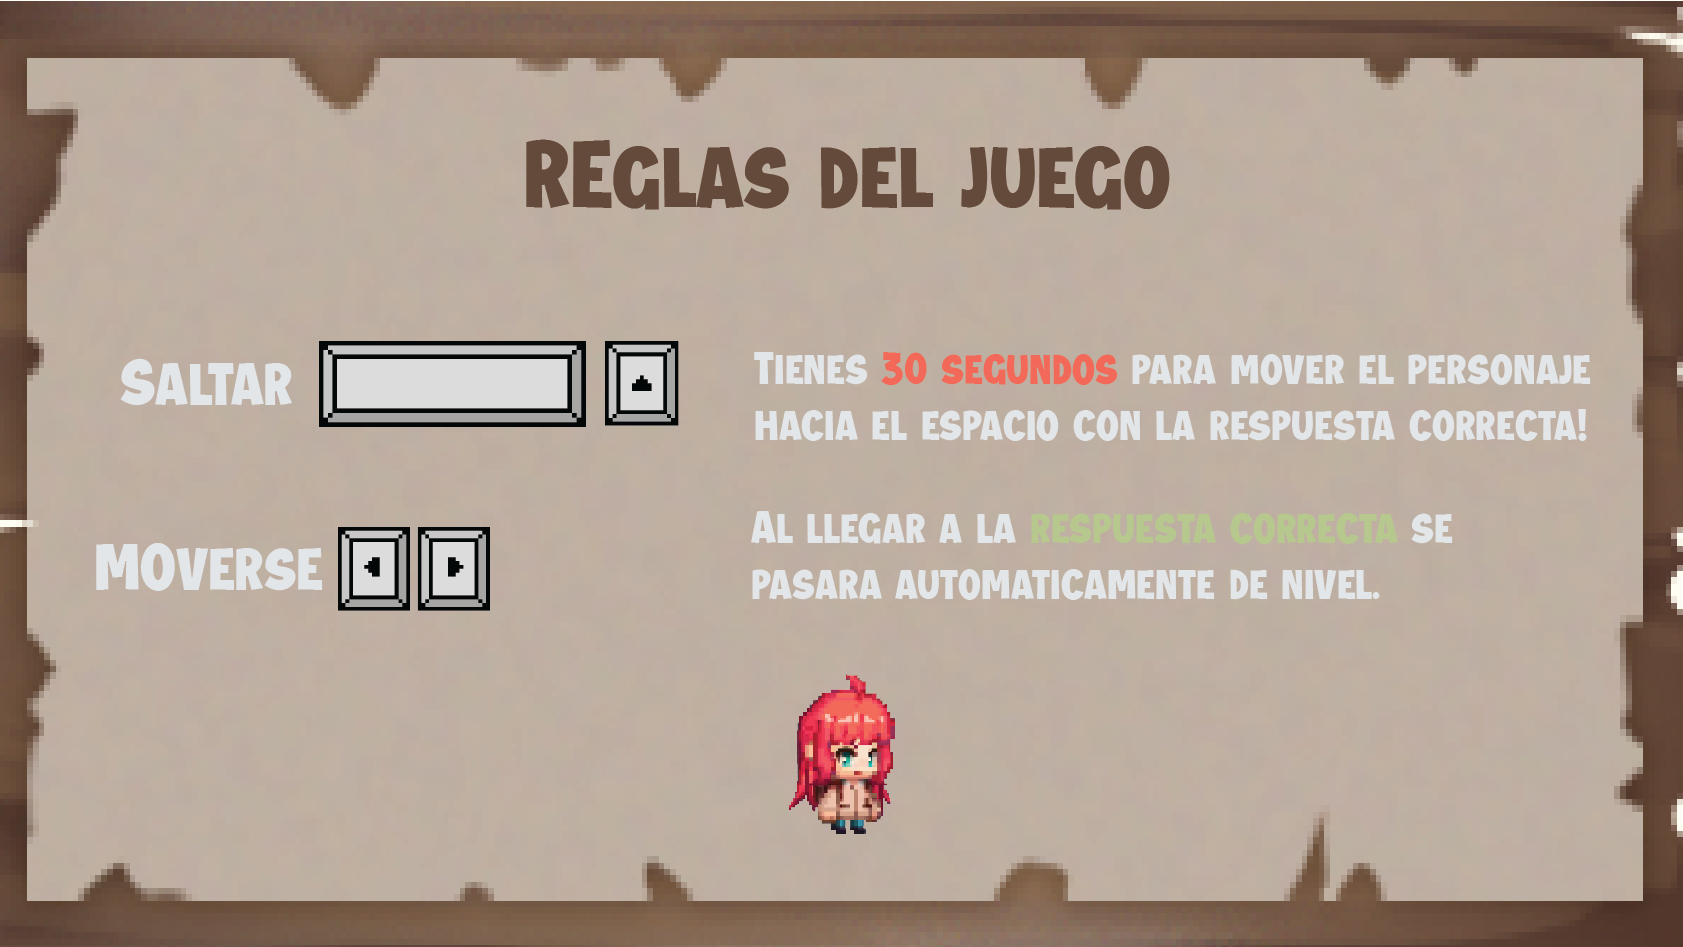 REGLAS DEL JUEGO
SALTAR
MOVERSE
TIENES 30 SEGUNDOS PARA MOVER EL PERSONAJE
HACIA EL ESPACIO CON LA RESPUESTA CORRECTA!
AL LLEGAR A LA RESPUESTA CORRECTA SE
PASARA AUTOMATICAMENTE DE NIVEL.